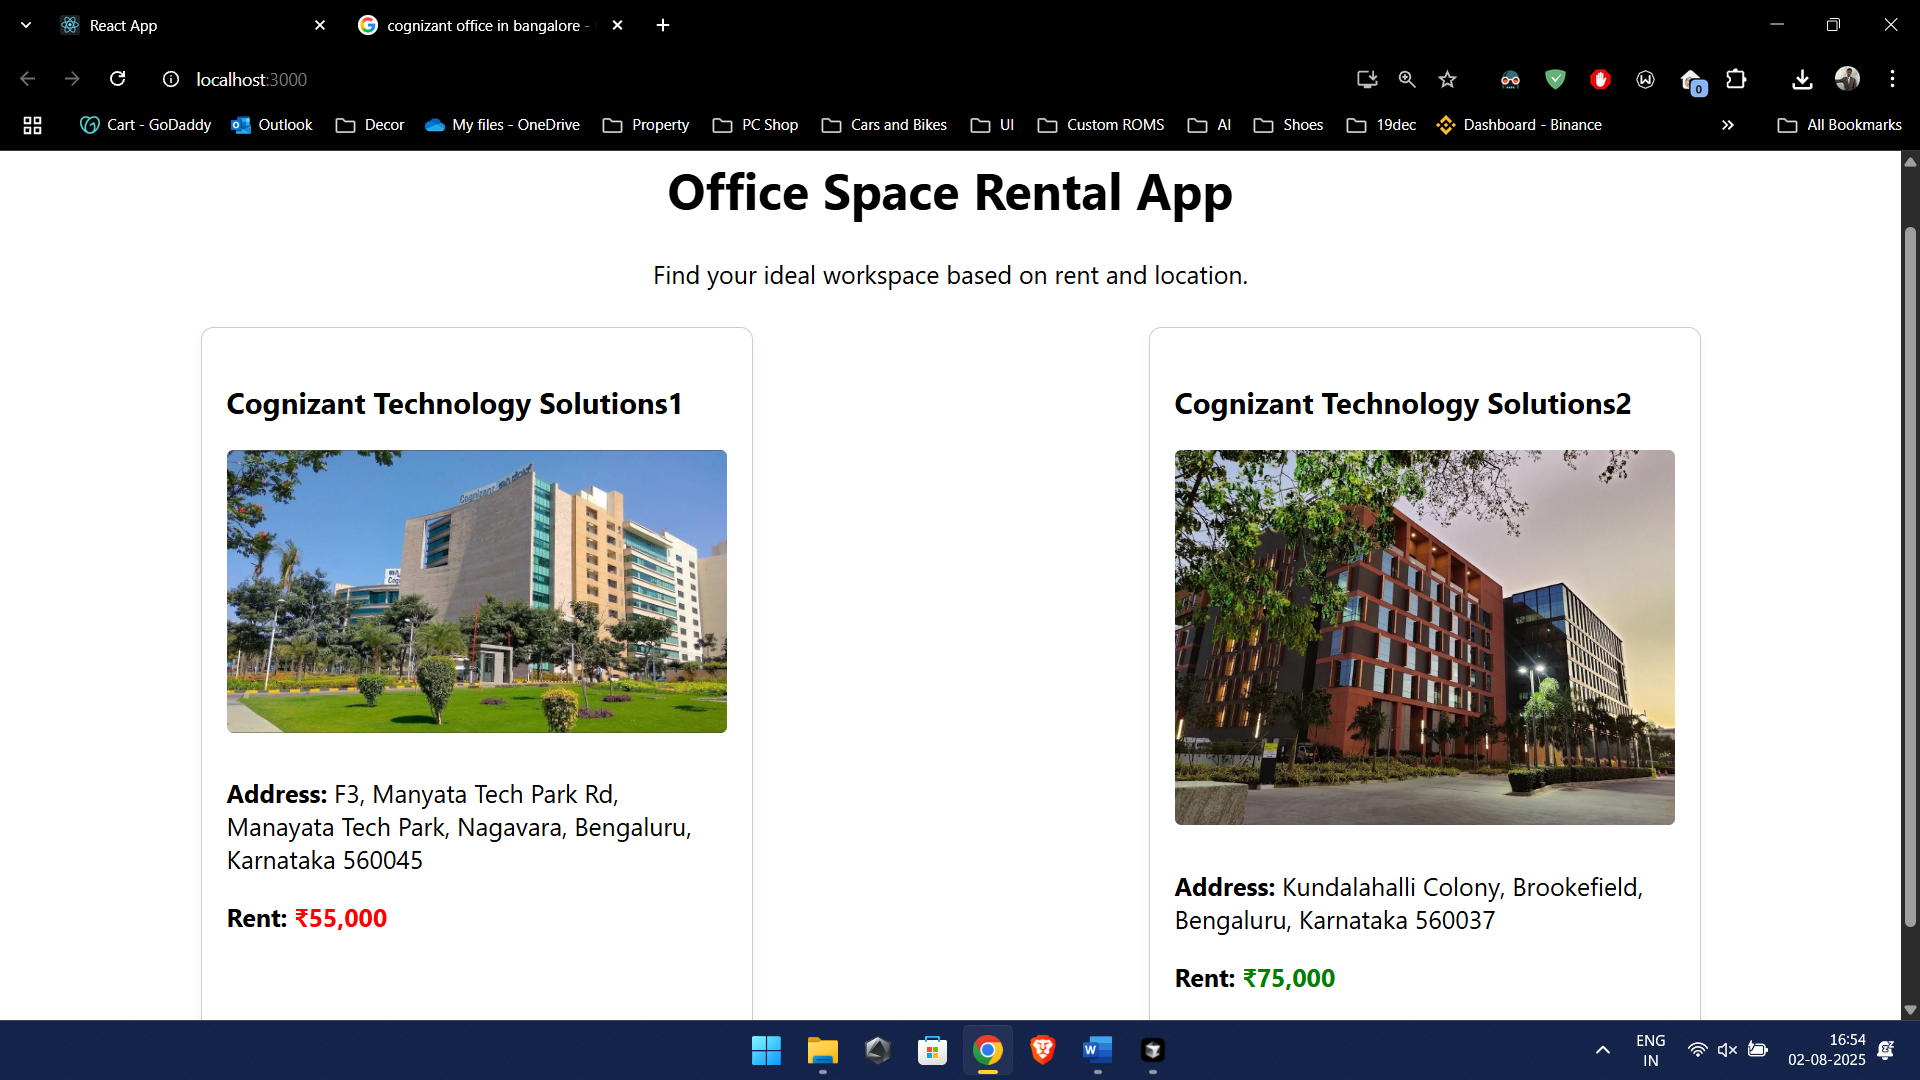 React App
cognizant office in bangalore -
localhost:3000
0
Cart - GoDaddy
Outlook
Decor
My files - OneDrive
Property
PC Shop
Cars and Bikes
UI
Custom ROMS
AI
Shoes
19dec
Dashboard - Binance
All Bookmarks
Office Space Rental App
Find your ideal workspace based on rent and location.
Cognizant Technology Solutions1
Cognizant
Address: F3, Manyata Tech Park Rd,
Manayata Tech Park, Nagavara, Bengaluru,
Karnataka 560045
Rent: ₹55,000
Cognizant Technology Solutions2
Address: Kundalahalli Colony, Brookefield,
Bengaluru, Karnataka 560037
Rent: ₹75,000
ENG
IN
16:54
02-08-2025